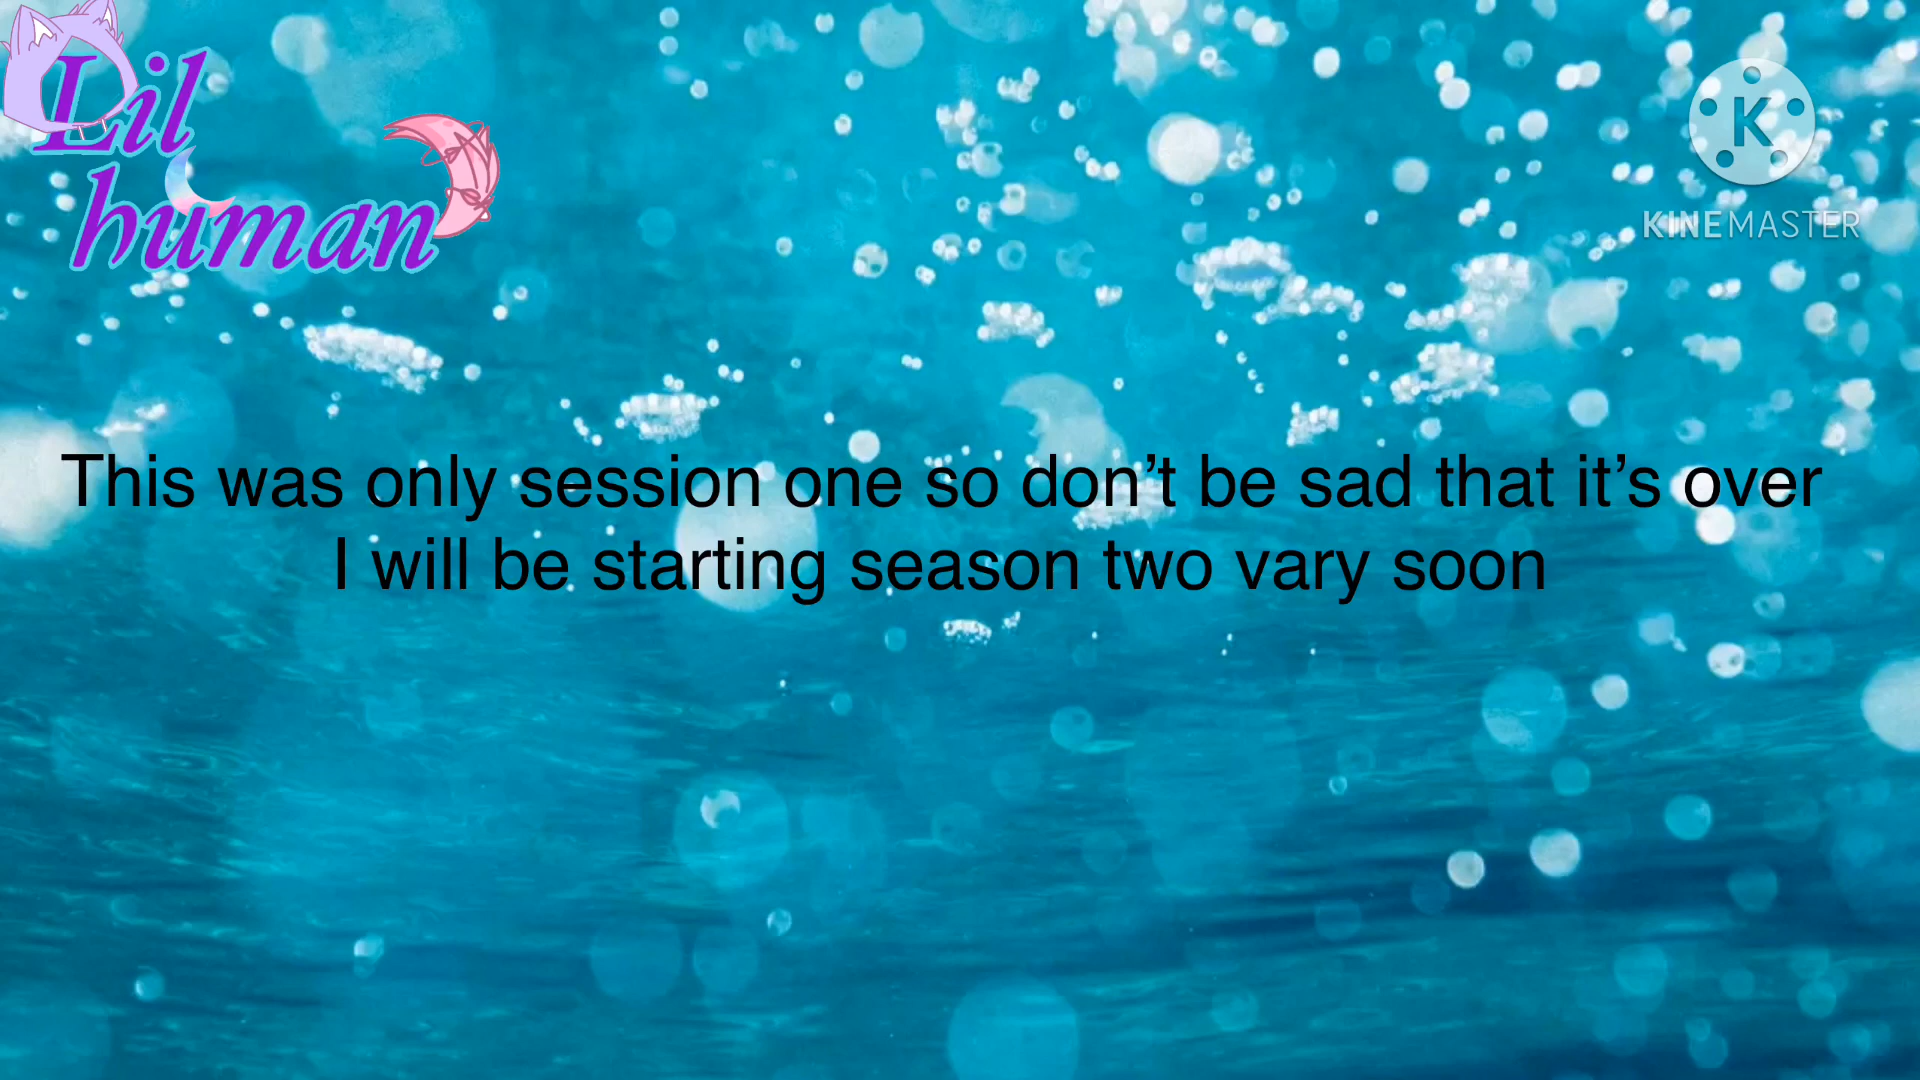 Lil
human
K
KINEMASTER
This was only session one so don’t be sad that it’s over
I will be starting season two vary soon